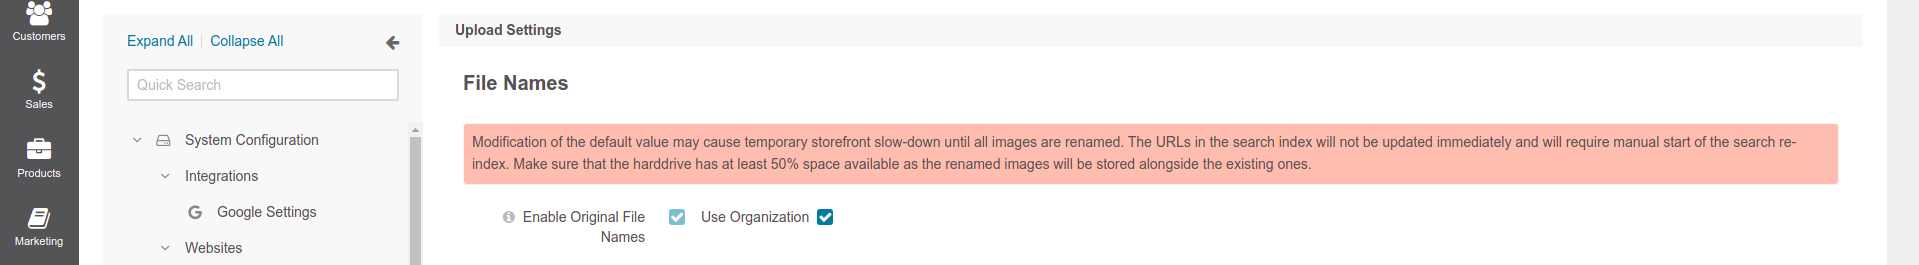 Customers
Sales
Products
Marketing
Expand All | Collapse All
Quick Search
System Configuration
Integrations
Google Settings
Websites
Upload Settings
File Names
Modification of the default value may cause temporary storefront slow-down until all images are renamed. The URLs in the search index will not be updated immediately and will require manual start of the search re-
index. Make sure that the harddrive has at least 50% space available as the renamed images will be stored alongside the existing ones.
Enable Original File
Names
Use Organization